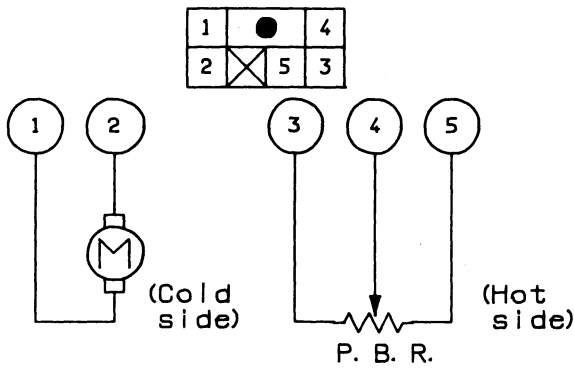 1 4
2 5 3
1 2 3 4 5
M
(Cold side)
(Hot side)
P. B. R.